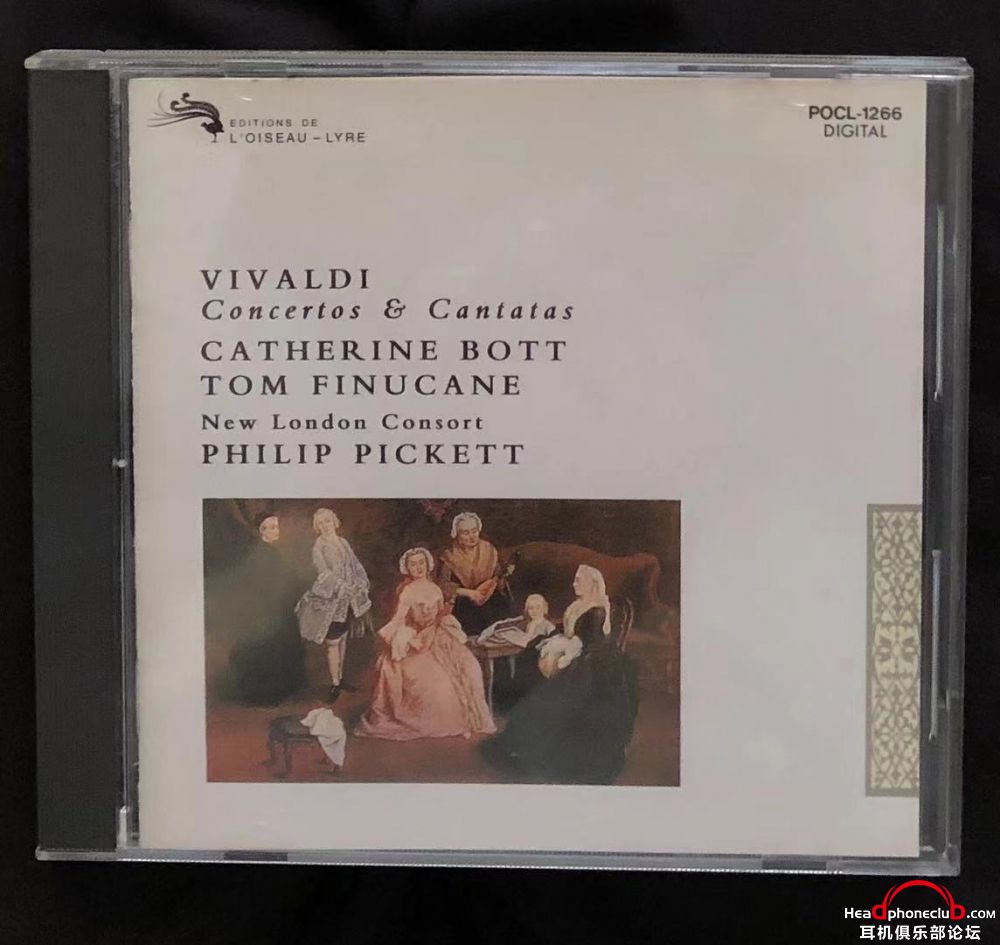 EDITIONS DE
L'OISEAU-LYRE
POCL-1266
DIGITAL
VIVALDI
Concertos & Cantatas
CATHERINE BOTT
TOM FINUCANE
New London Consort
PHILIP PICKETT
Headphoneclub.com
耳机俱乐部论坛